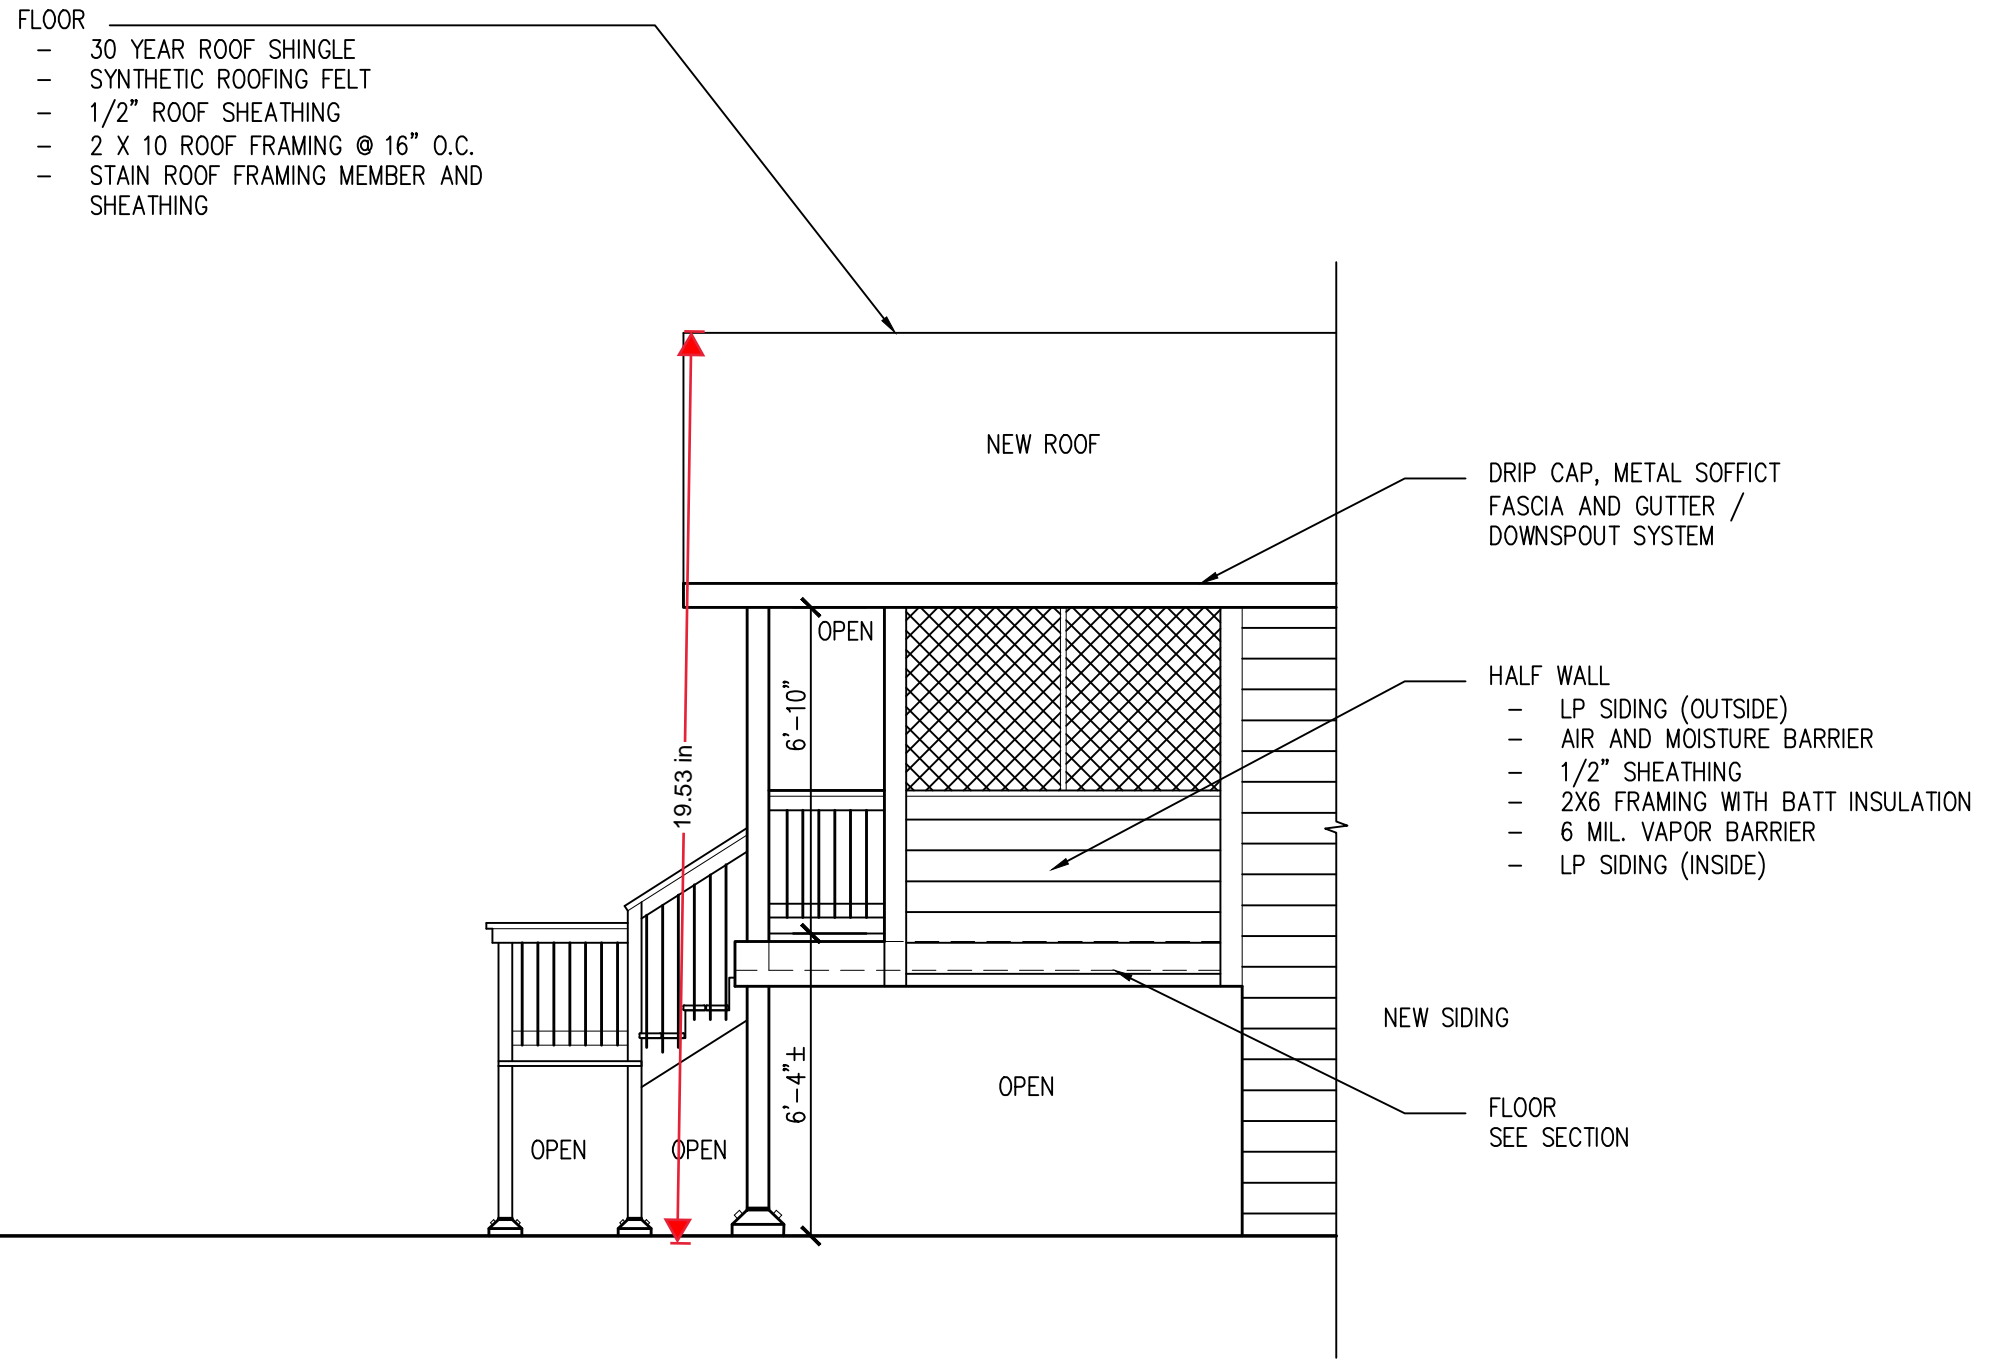 FLOOR
- 30 YEAR ROOF SHINGLE
- SYNTHETIC ROOFING FELT
- 1/2” ROOF SHEATHING
- 2 X 10 ROOF FRAMING @ 16” O.C.
- STAIN ROOF FRAMING MEMBER AND
SHEATHING
NEW ROOF
DRIP CAP, METAL SOFFICT
FASCIA AND GUTTER /
DOWNSPOUT SYSTEM
OPEN
6’-10”
19.53 in
HALF WALL
- LP SIDING (OUTSIDE)
- AIR AND MOISTURE BARRIER
- 1/2” SHEATHING
- 2X6 FRAMING WITH BATT INSULATION
- 6 MIL. VAPOR BARRIER
- LP SIDING (INSIDE)
NEW SIDING
6’-4”±
OPEN
FLOOR
SEE SECTION
OPEN
OPEN